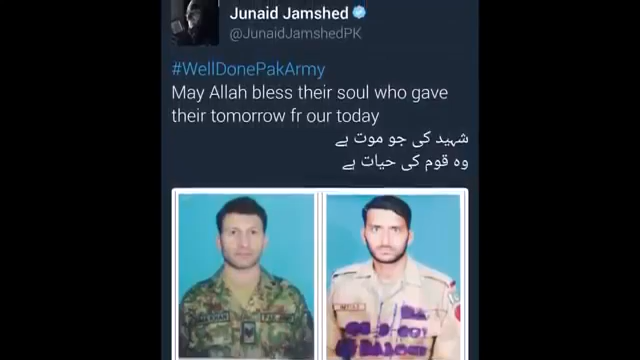 Junaid Jamshed
@JunaidJamshedPK
#WellDonePakArmy
May Allah bless their soul who gave
their tomorrow fr our today
شہید کی جو موت ہے
وہ قوم کی حیات ہے